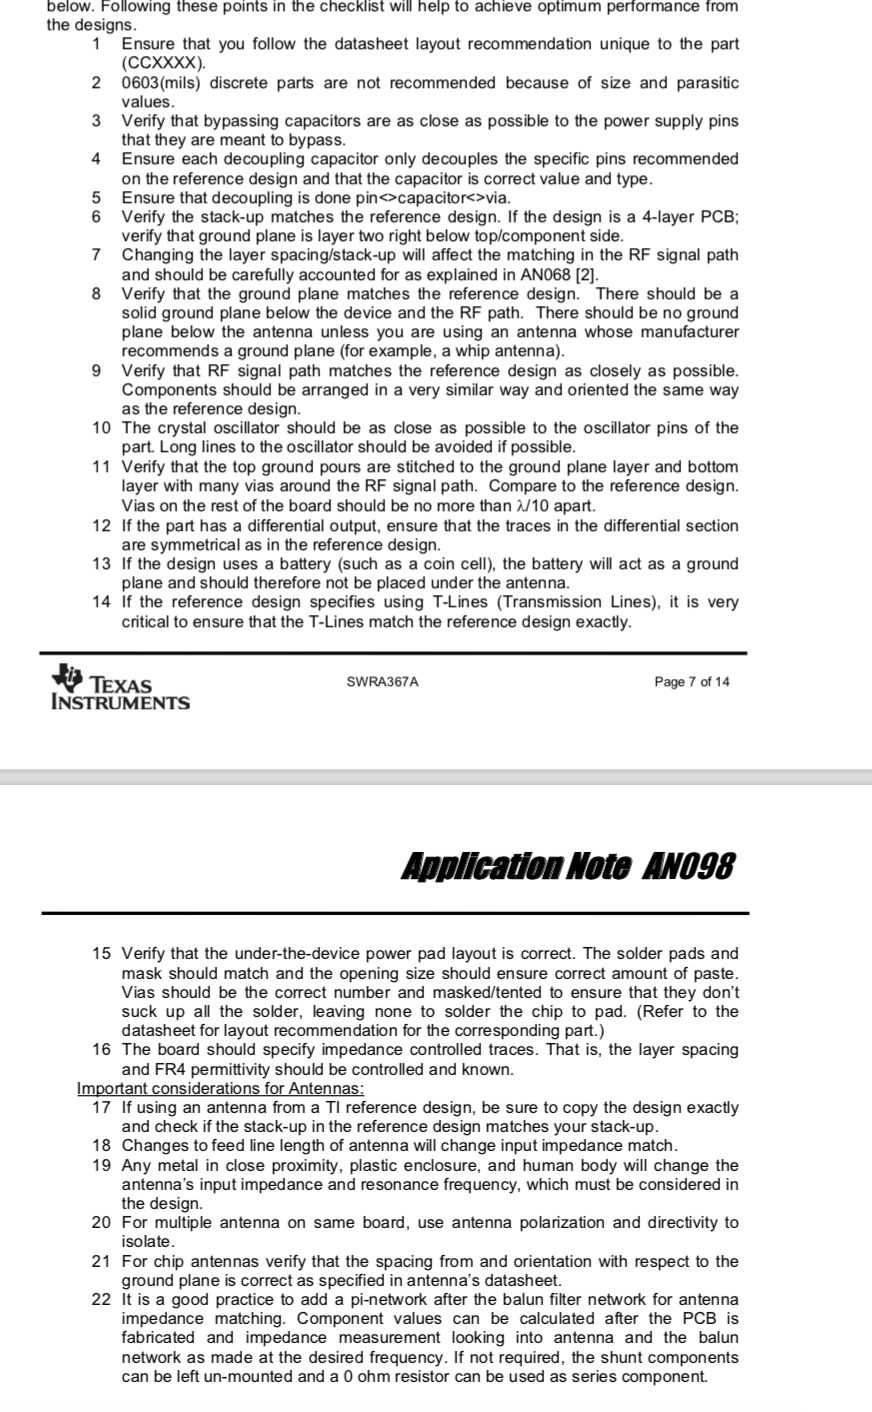 below. Following these points in the checklist will help to achieve optimum performance from
the designs.
1 Ensure that you follow the datasheet layout recommendation unique to the part
(CCXXXX).
2 0603(mils) discrete parts are not recommended because of size and parasitic
values.
3 Verify that bypassing capacitors are as close as possible to the power supply pins
that they are meant to bypass.
4 Ensure each decoupling capacitor only decouples the specific pins recommended
on the reference design and that the capacitor is correct value and type.
5 Ensure that decoupling is done pin<>capacitor<>via.
6 Verify the stack-up matches the reference design. If the design is a 4-layer PCB;
verify that ground plane is layer two right below top/component side.
7 Changing the layer spacing/stack-up will affect the matching in the RF signal path
and should be carefully accounted for as explained in AN068 [2].
8 Verify that the ground plane matches the reference design. There should be a
solid ground plane below the device and the RF path. There should be no ground
plane below the antenna unless you are using an antenna whose manufacturer
recommends a ground plane (for example, a whip antenna).
9 Verify that RF signal path matches the reference design as closely as possible.
Components should be arranged in a very similar way and oriented the same way
as the reference design.
10 The crystal oscillator should be as close as possible to the oscillator pins of the
part. Long lines to the oscillator should be avoided if possible.
11 Verify that the top ground pours are stitched to the ground plane layer and bottom
layer with many vias around the RF signal path. Compare to the reference design.
Vias on the rest of the board should be no more than λ/10 apart.
12 If the part has a differential output, ensure that the traces in the differential section
are symmetrical as in the reference design.
13 If the design uses a battery (such as a coin cell), the battery will act as a ground
plane and should therefore not be placed under the antenna.
14 If the reference design specifies using T-Lines (Transmission Lines), it is very
critical to ensure that the T-Lines match the reference design exactly.
TEXAS
INSTRUMENTS
SWRA367A
Page 7 of 14
Application Note AN098
15 Verify that the under-the-device power pad layout is correct. The solder pads and
mask should match and the opening size should ensure correct amount of paste.
Vias should be the correct number and masked/tented to ensure that they don't
suck up all the solder, leaving none to solder the chip to pad. (Refer to the
datasheet for layout recommendation for the corresponding part.)
16 The board should specify impedance controlled traces. That is, the layer spacing
and FR4 permittivity should be controlled and known.
Important considerations for Antennas:
17 If using an antenna from a TI reference design, be sure to copy the design exactly
and check if the stack-up in the reference design matches your stack-up.
18 Changes to feed line length of antenna will change input impedance match.
19 Any metal in close proximity, plastic enclosure, and human body will change the
antenna's input impedance and resonance frequency, which must be considered in
the design.
20 For multiple antenna on same board, use antenna polarization and directivity to
isolate.
21 For chip antennas verify that the spacing from and orientation with respect to the
ground plane is correct as specified in antenna's datasheet.
22 It is a good practice to add a pi-network after the balun filter network for antenna
impedance matching. Component values can be calculated after the PCB is
fabricated and impedance measurement looking into antenna and the balun
network as made at the desired frequency. If not required, the shunt components
can be left un-mounted and a 0 ohm resistor can be used as series component.